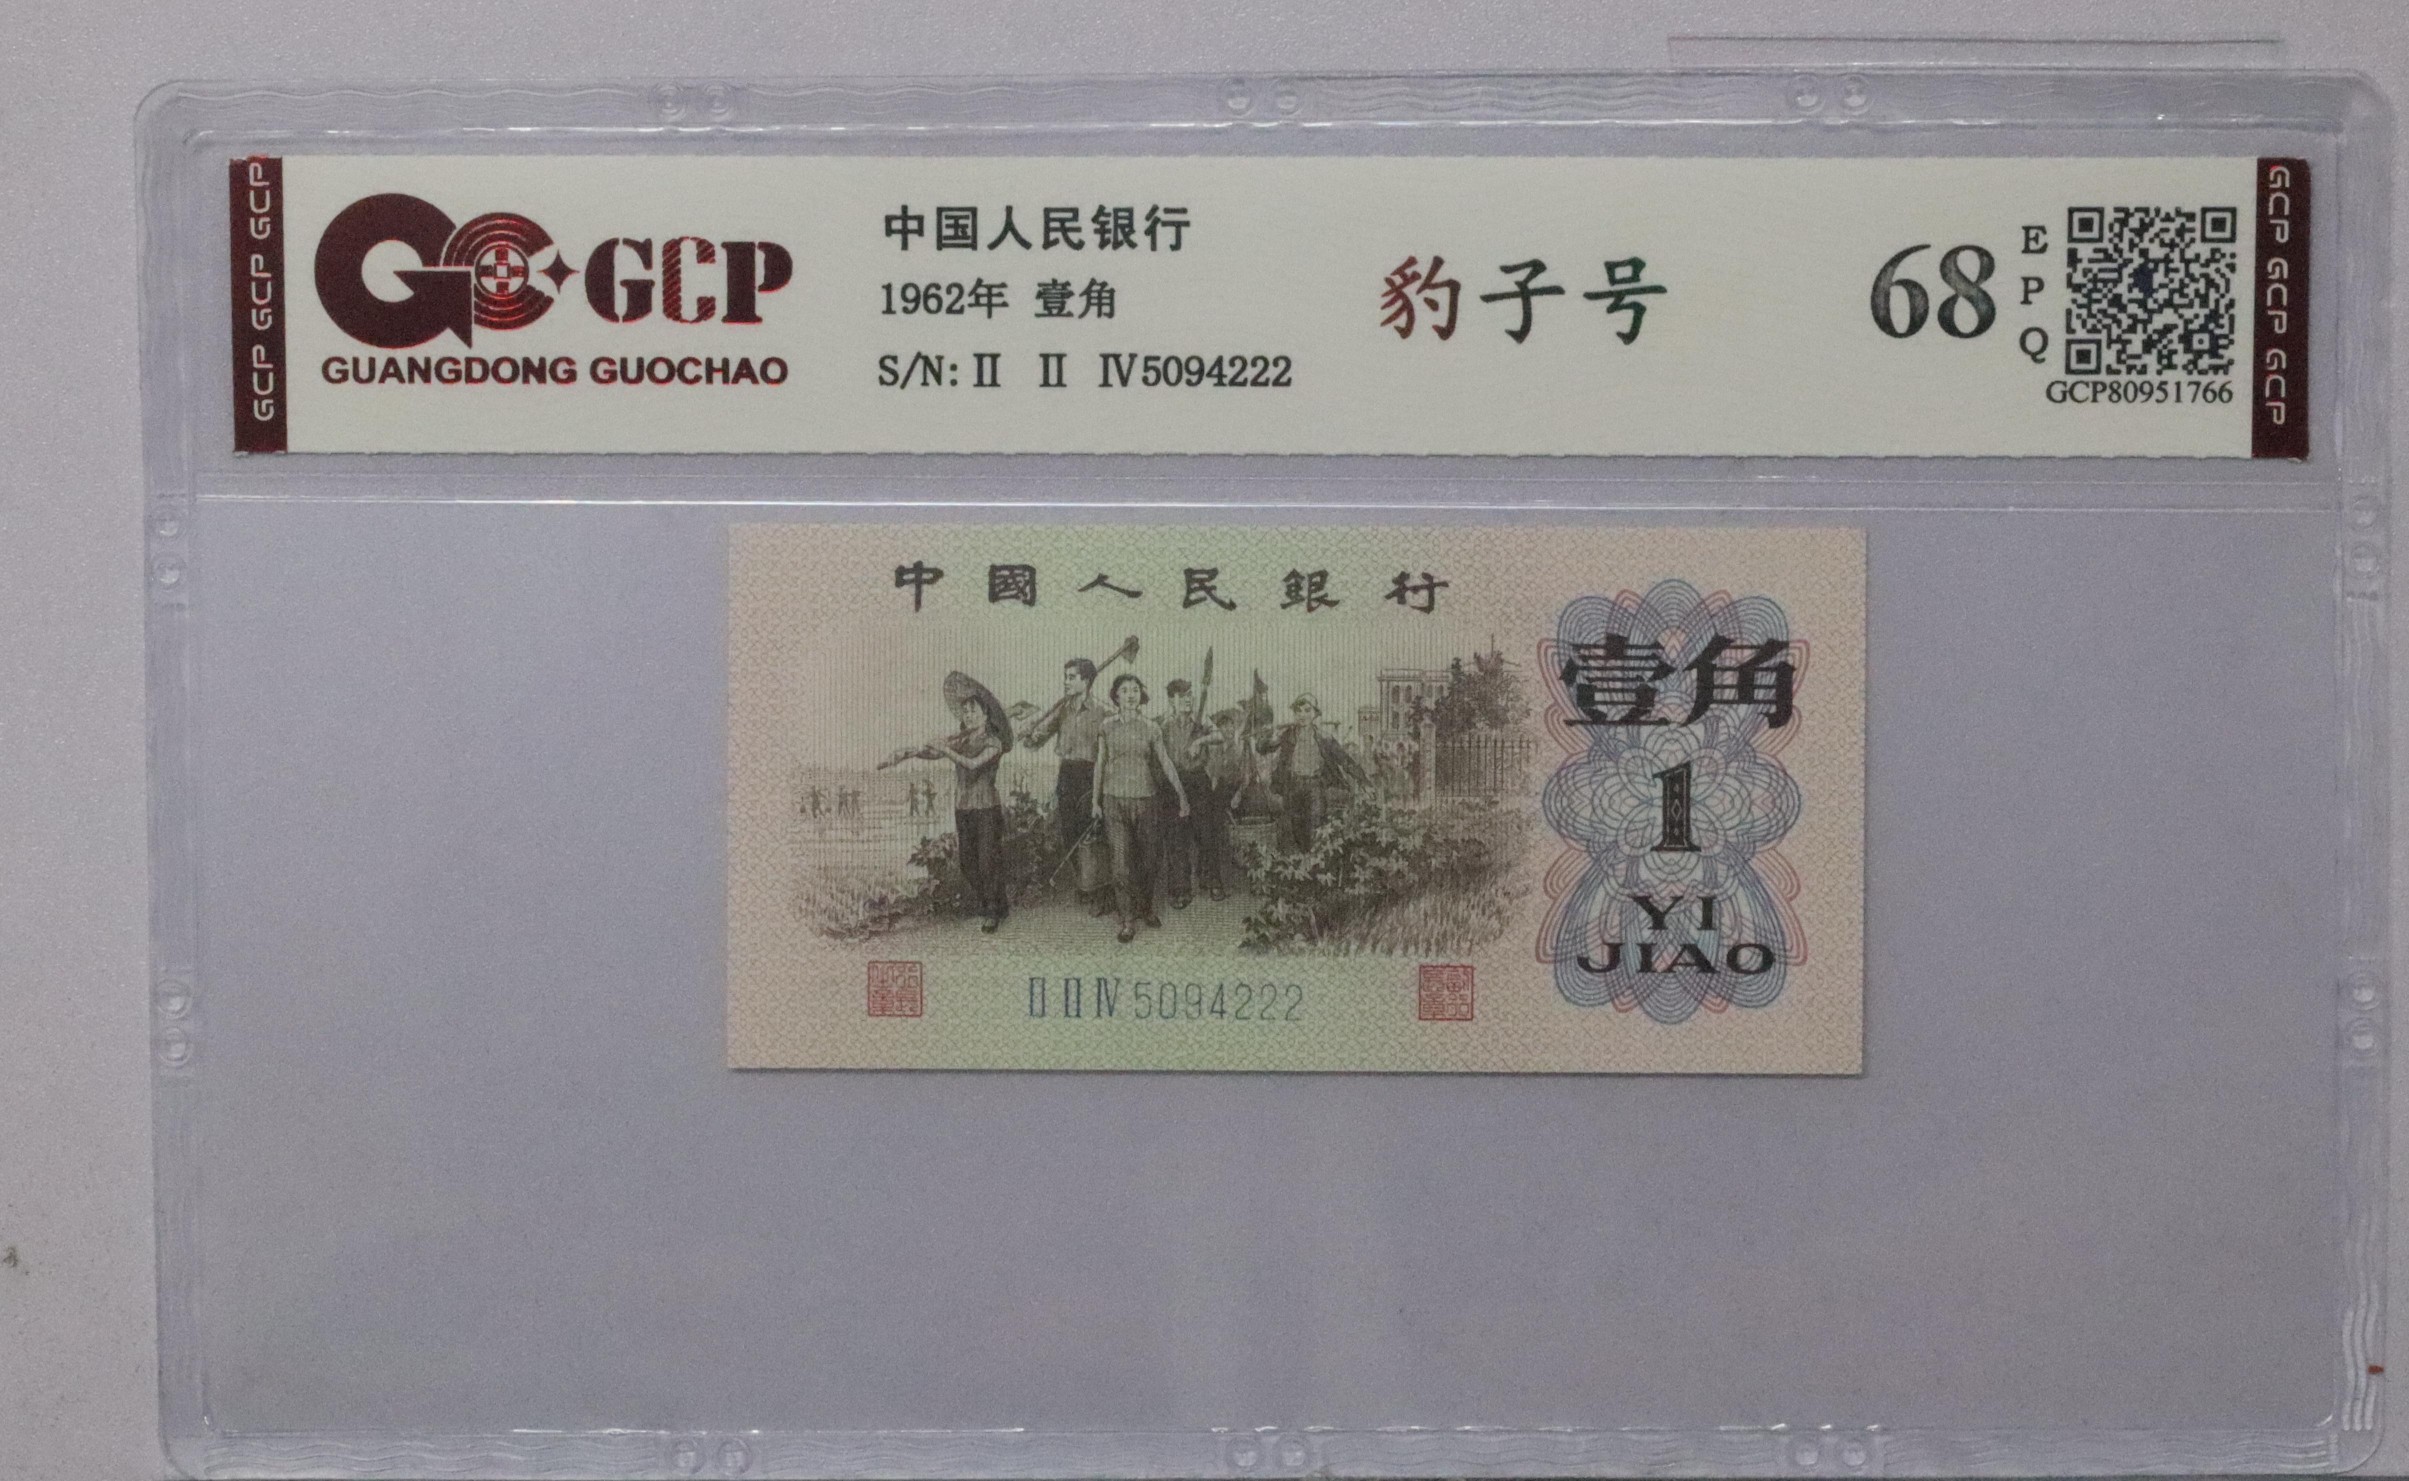 GCP GCP GCP
GCP
GUANGDONG GUOCHAO
中国人民银行
1962年 壹角
S/N: Ⅱ Ⅱ Ⅳ5094222
豹子号
68
E
P
Q
GCP80951766
GCP GCP GCP
中國人民銀行
壹角
1
YI
JIAO
Ⅱ Ⅱ Ⅳ 5094222